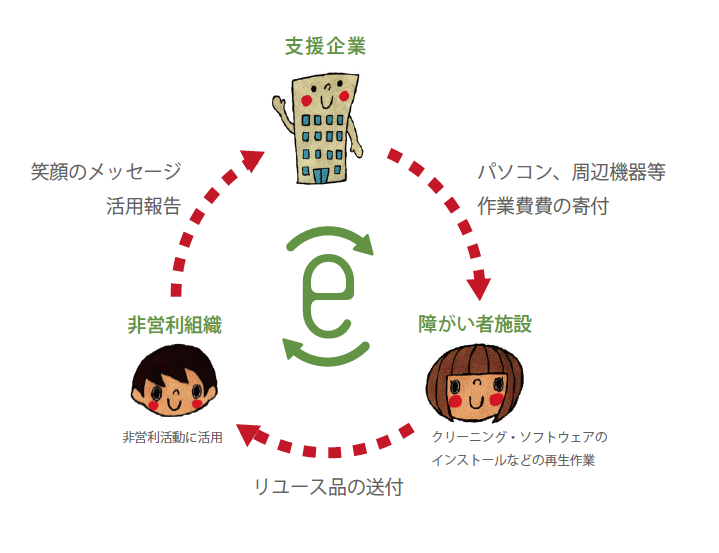 支援企業
笑顔のメッセージ
活用報告
パソコン、周辺機器等
作業費費の寄付
e
非営利組織
障がい者施設
非営利活動に活用
クリーニング・ソフトウェアの
インストールなどの再生作業
リユース品の送付